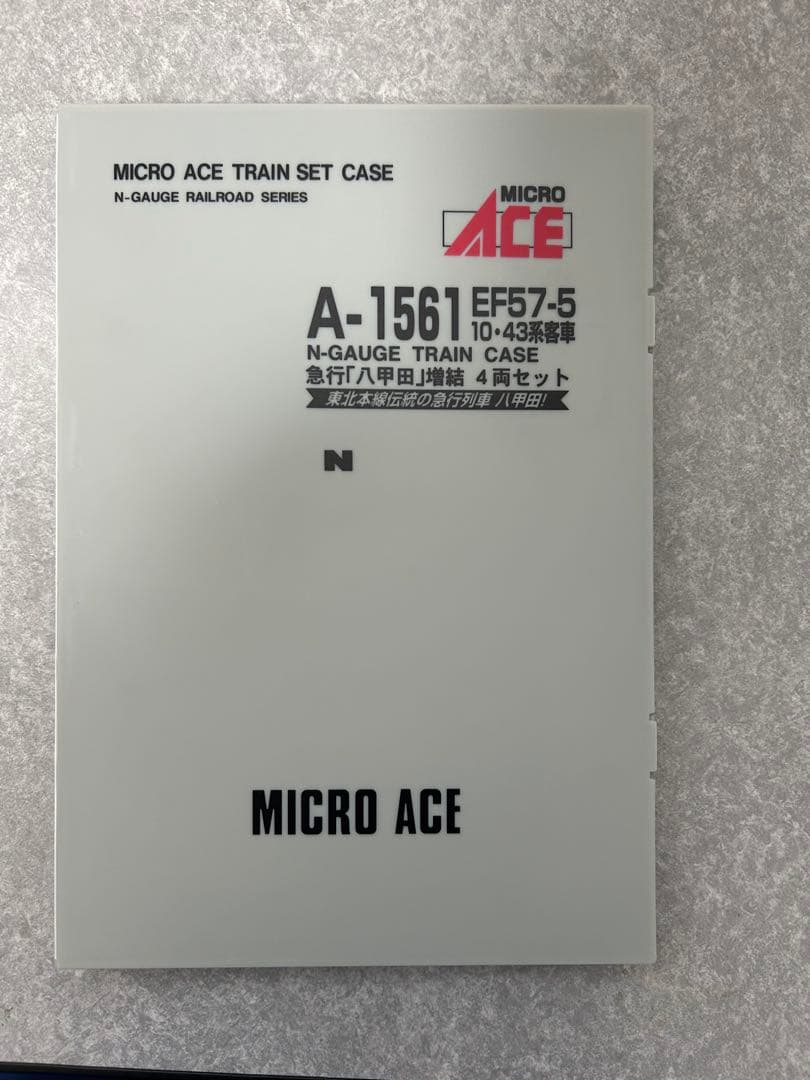 MICRO ACE TRAIN SET CASE
N-GAUGE RAILROAD SERIES
MICRO
ACE
A-1561 EF57-5
10・43系客車
N-GAUGE TRAIN CASE
急行「八甲田」増結 4両セット
東北本線伝統の急行列車 八甲田!
N
MICRO ACE